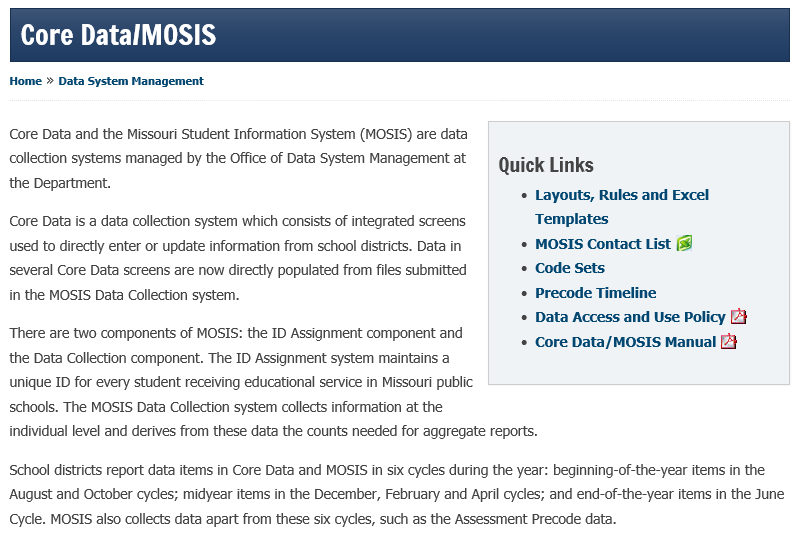 Core Data/MOSIS
Home » Data System Management
Core Data and the Missouri Student Information System (MOSIS) are data
collection systems managed by the Office of Data System Management at
the Department.
Core Data is a data collection system which consists of integrated screens
used to directly enter or update information from school districts. Data in
several Core Data screens are now directly populated from files submitted
in the MOSIS Data Collection system.
There are two components of MOSIS: the ID Assignment component and
the Data Collection component. The ID Assignment system maintains a
unique ID for every student receiving educational service in Missouri public
schools. The MOSIS Data Collection system collects information at the
individual level and derives from these data the counts needed for aggregate reports.
School districts report data items in Core Data and MOSIS in six cycles during the year: beginning-of-the-year items in the
August and October cycles; midyear items in the December, February and April cycles; and end-of-the-year items in the June
Cycle. MOSIS also collects data apart from these six cycles, such as the Assessment Precode data.
Quick Links
• Layouts, Rules and Excel
Templates
• MOSIS Contact List
• Code Sets
• Precode Timeline
• Data Access and Use Policy
• Core Data/MOSIS Manual